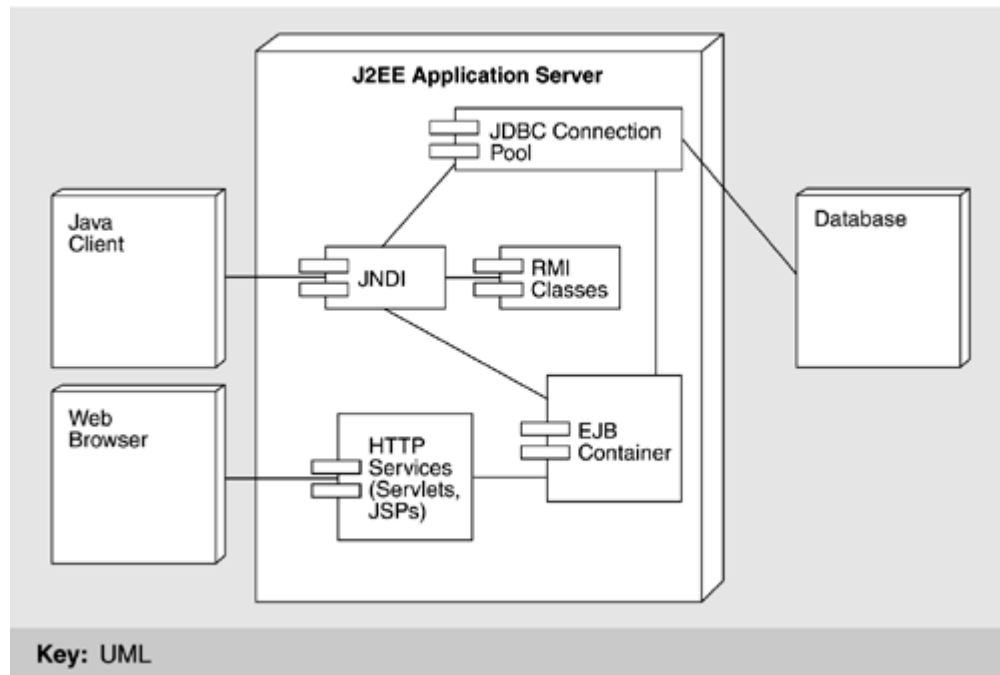 J2EE Application Server
JDBC Connection
Pool
Java
Client
Database
JNDI
RMI
Classes
Web
Browser
HTTP
Services
(Servlets,
JSPs)
EJB
Container
Key: UML